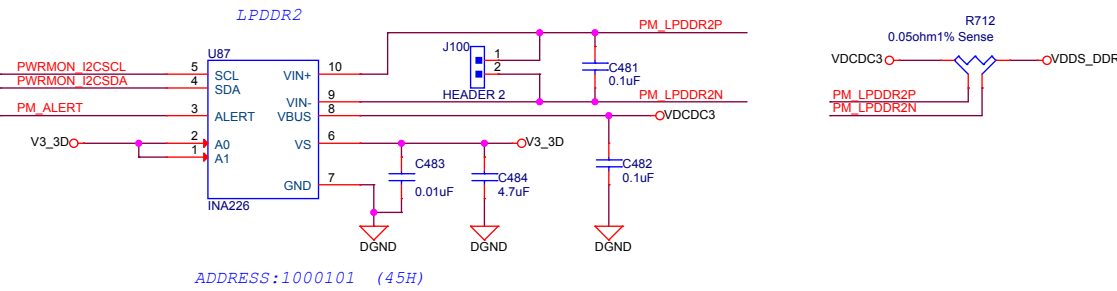 LPDDR2
R712
0.05ohm1% Sense
VDCDC3
VDDS_DDR
PM_LPDDR2P
PM_LPDDR2N
U87
J100
1
2
HEADER 2
PM_LPDDR2P
C481
0.1uF
PM_LPDDR2N
PWRMON_I2CSCL
5
SCL
VIN+
10
PWRMON_I2CSDA
4
SDA
VIN-
9
PM_ALERT
3
ALERT
VBUS
8
VDCDC3
V3_3D
2
A0
VS
6
V3_3D
1
A1
C483
0.01uF
C484
4.7uF
C482
0.1uF
GND
7
INA226
DGND
DGND
DGND
ADDRESS:1000101 (45H)